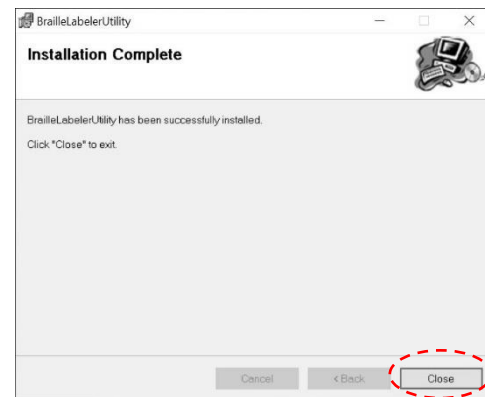 BrailleLabelerUtility
Installation Complete
BrailleLabelerUtility has been successfully installed.
Click "Close" to exit.
Cancel
< Back
Close